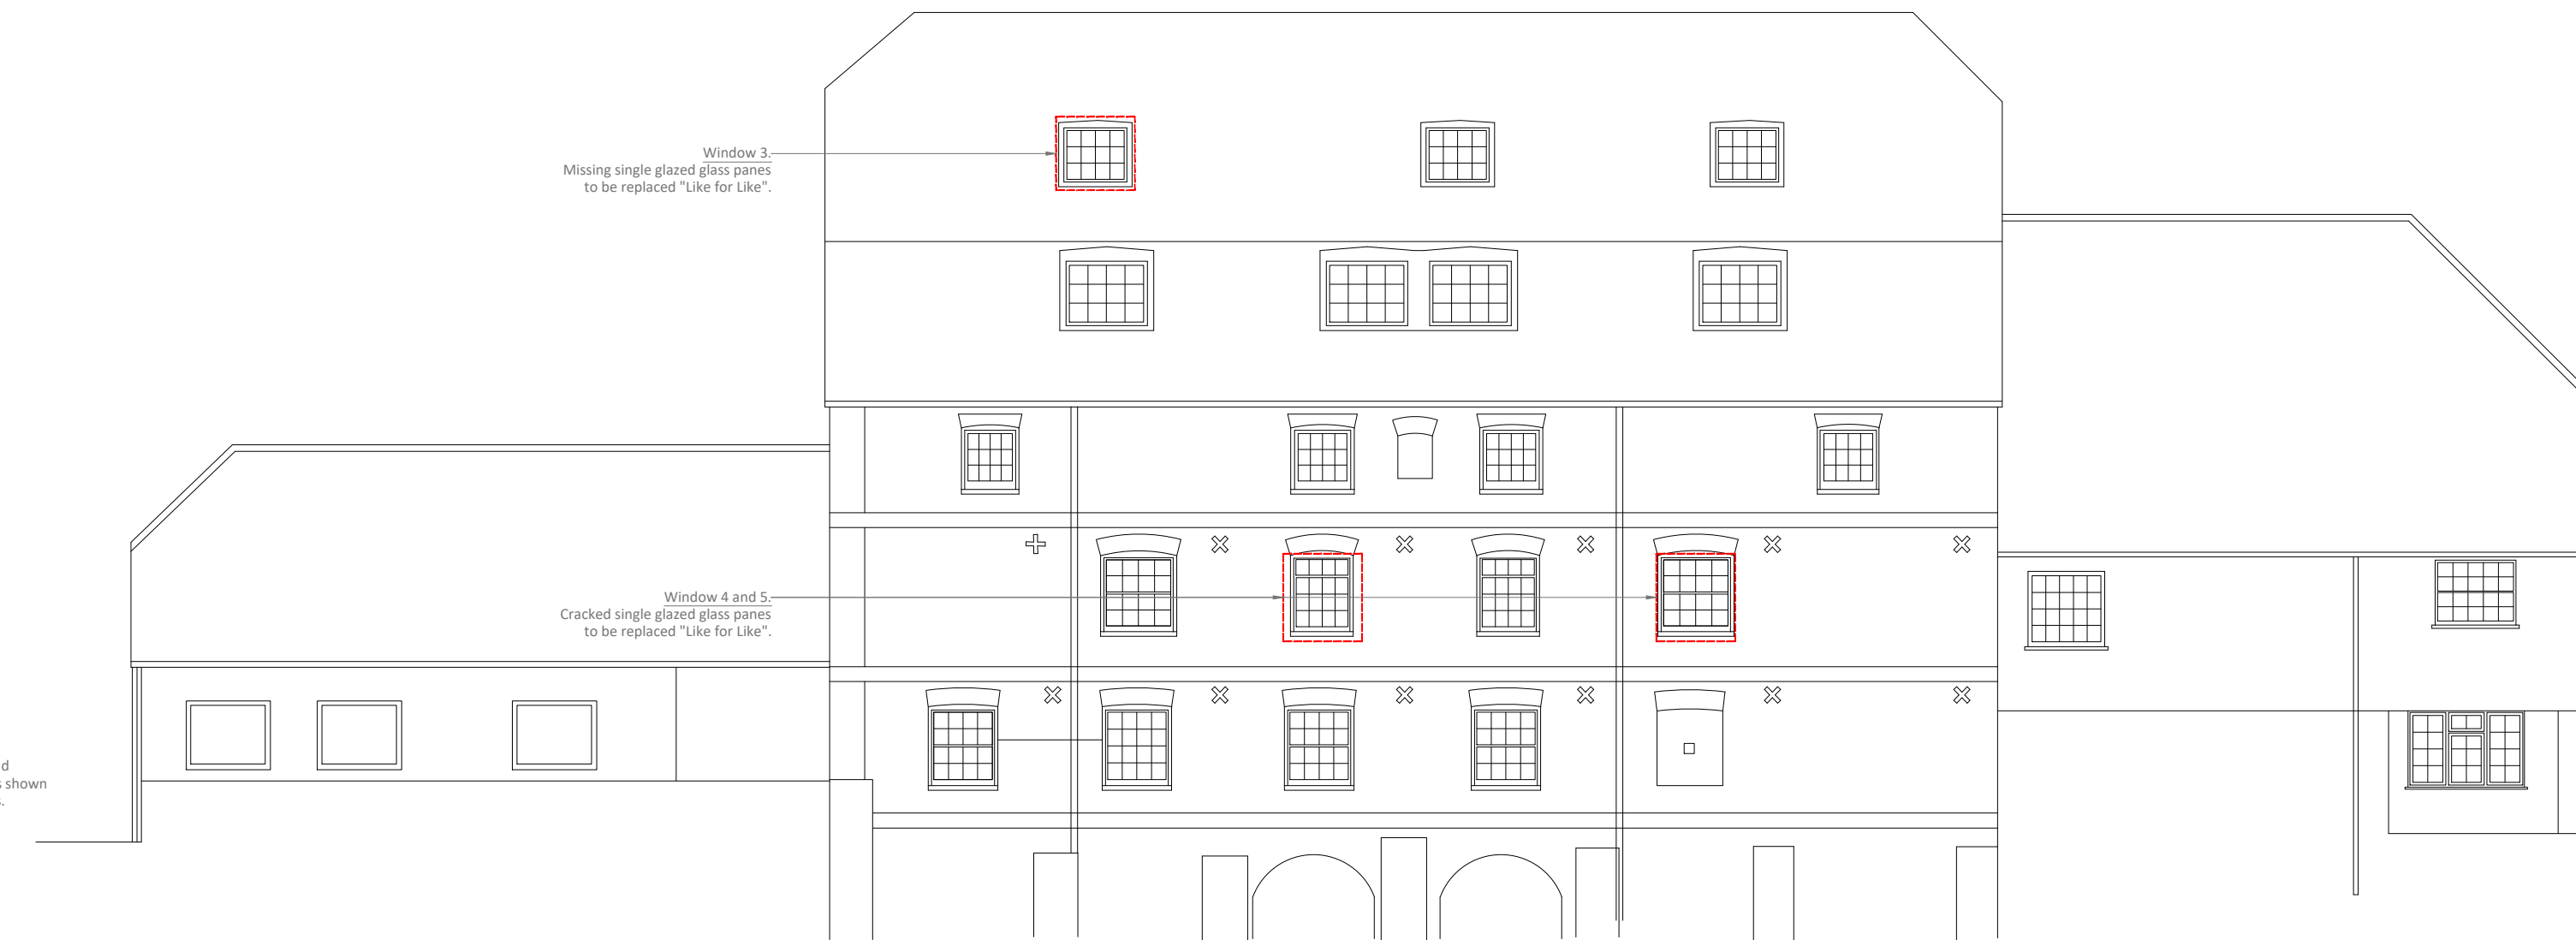 Window 3.
Missing single glazed glass panes
to be replaced "Like for Like".
Window 4 and 5.
Cracked single glazed glass panes
to be replaced "Like for Like".
shown